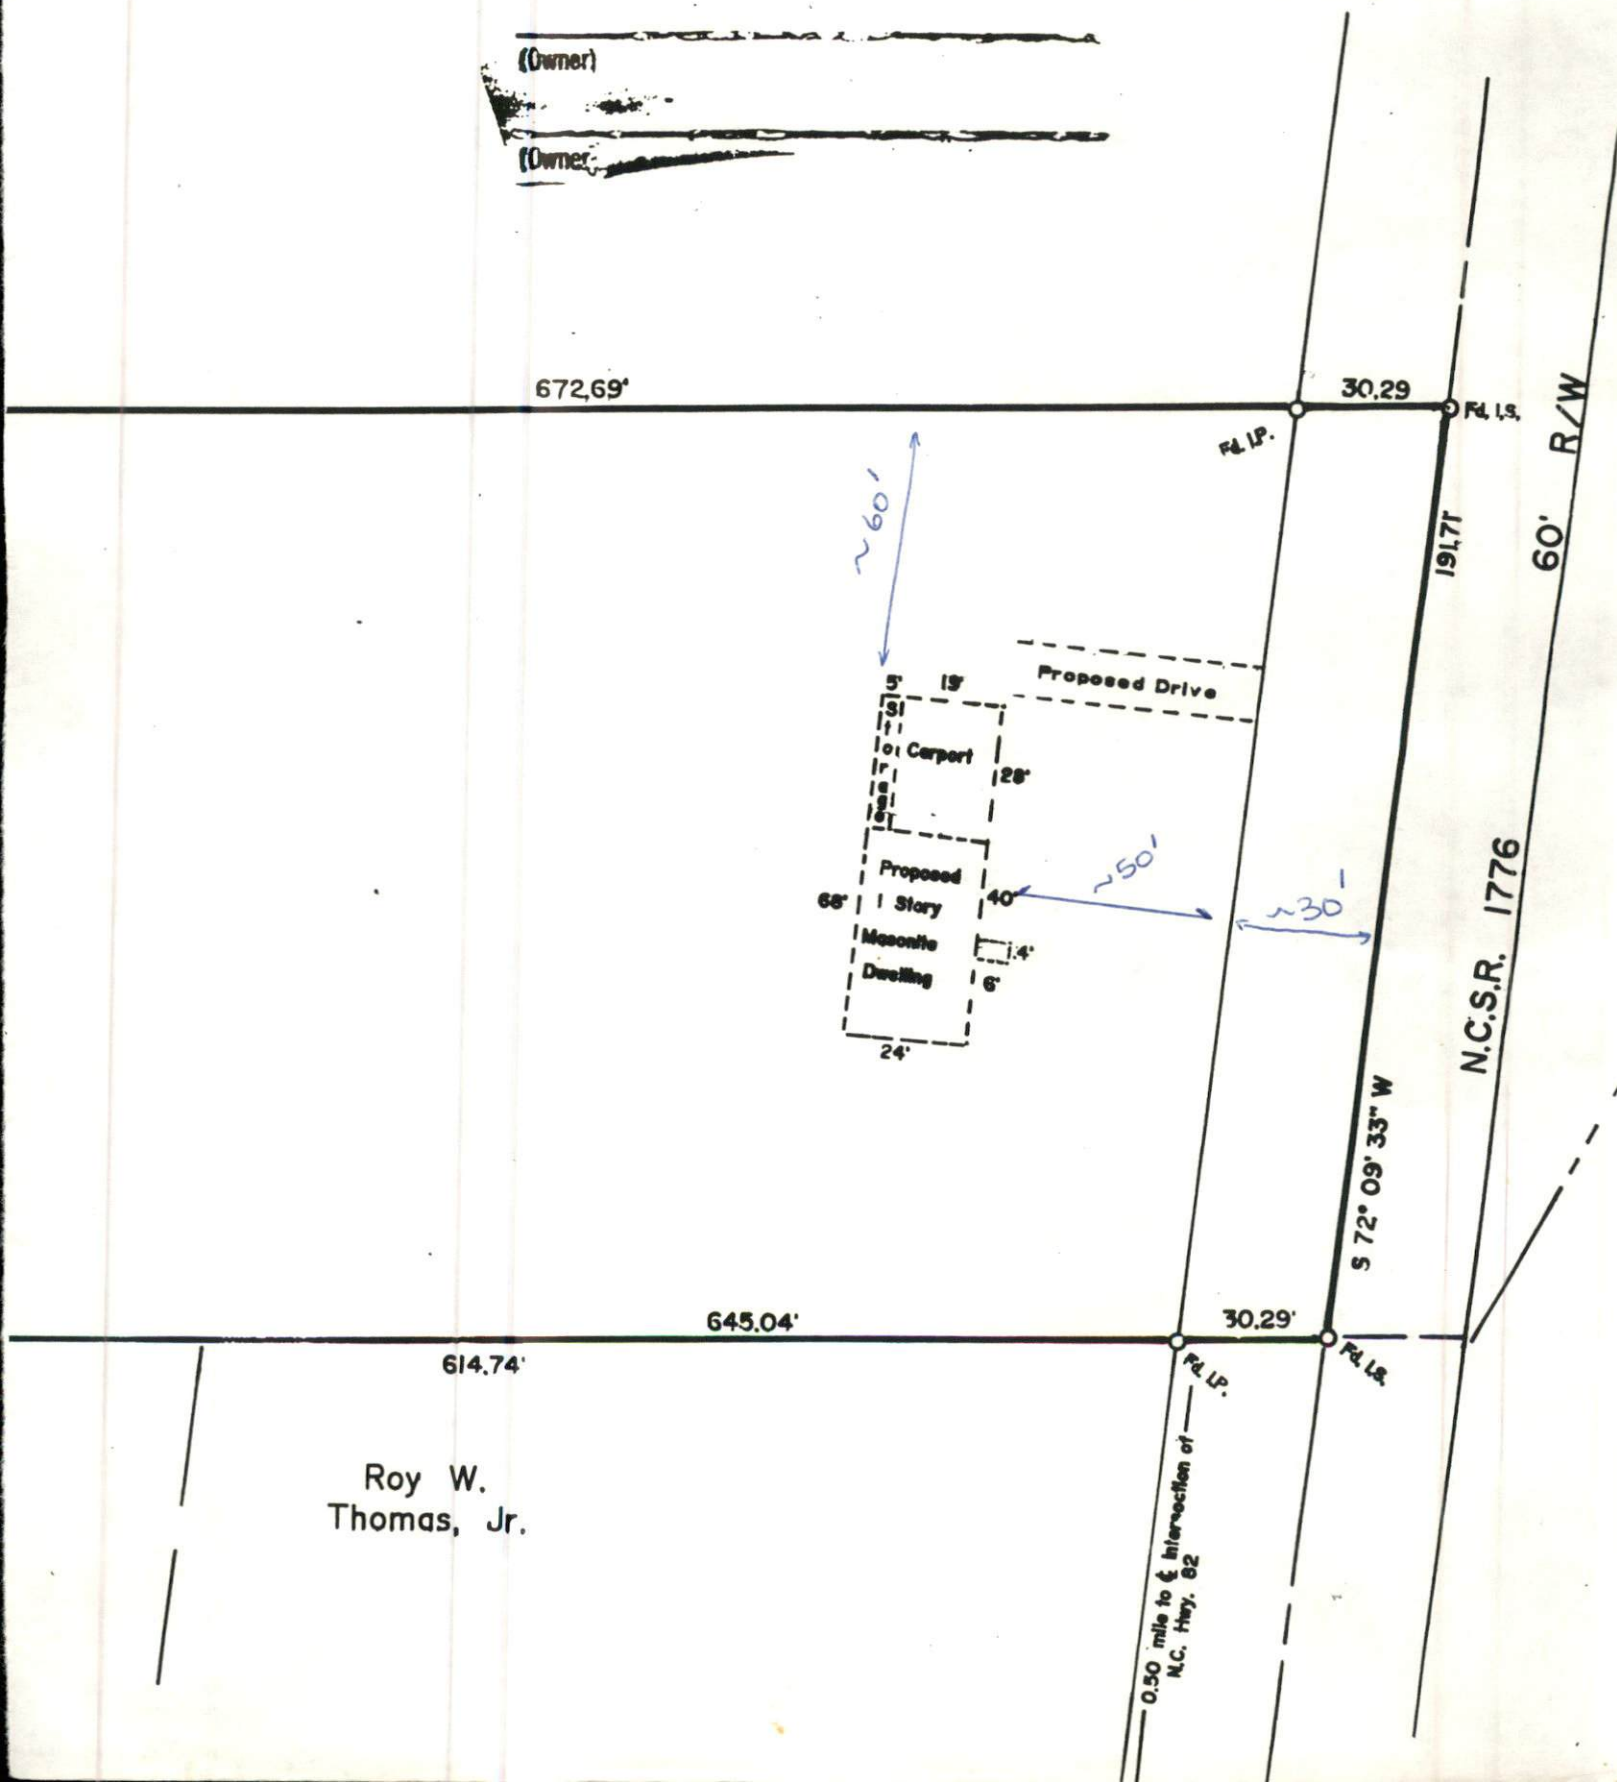 (Owner)
(Owner
672.69'
30.29
Fd. I.P.
Fd. I.S.
60' R/W
~60'
191.71'
Proposed Drive
5'
19'
Storage
Carport
28'
Proposed
1 Story
Masonite
Dwelling
68'
40'
4'
6'
24'
~50'
~30'
N.C.S.R. 1776
S 72° 09' 33" W
645.04'
30.29'
614.74'
Fd. I.P.
Fd. I.S.
Roy W.
Thomas, Jr.
0.50 mile to ℄ Intersection of
N.C. Hwy. 82